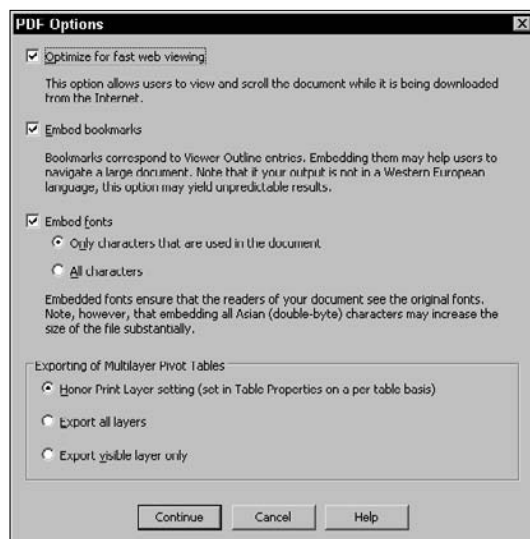 PDF Options
Optimize for fast web viewing
This option allows users to view and scroll the document while it is being downloaded
from the Internet.
Embed bookmarks
Bookmarks correspond to Viewer Outline entries. Embedding them may help users to
navigate a large document. Note that if your output is not in a Western European
language, this option may yield unpredictable results.
Embed fonts
Only characters that are used in the document
All characters
Embedded fonts ensure that the readers of your document see the original fonts.
Note, however, that embedding all Asian (double-byte) characters may increase the
size of the file substantially.
Exporting of Multilayer Pivot Tables
Honor Print Layer setting (set in Table Properties on a per table basis)
Export all layers
Export visible layer only
Continue Cancel Help